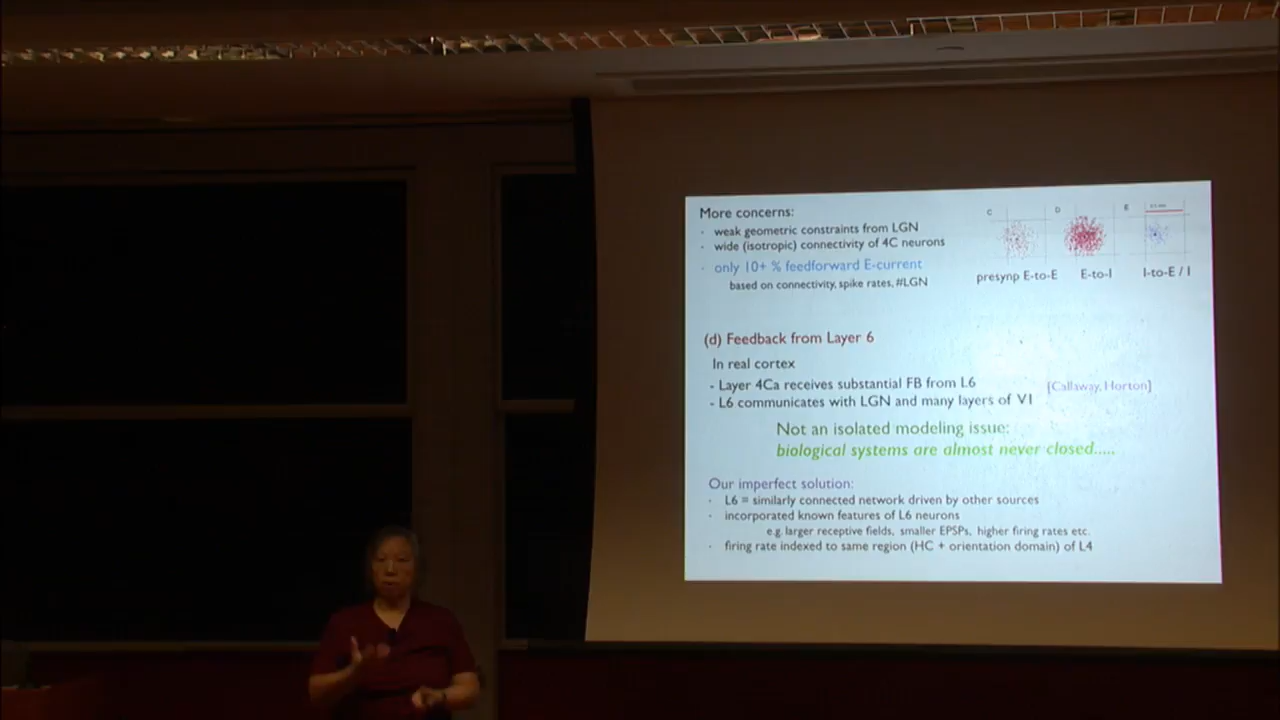 More concerns:
· weak geometric constraints from LGN
· wide (isotropic) connectivity of 4C neurons
· only 10+ % feedforward E-current
based on connectivity, spike rates, #LGN
C D E
presynp E-to-E E-to-I I-to-E / I
(d) Feedback from Layer 6
In real cortex
- Layer 4Ca receives substantial FB from L6 [Callaway, Horton]
- L6 communicates with LGN and many layers of V1
Not an isolated modeling issue:
biological systems are almost never closed.....
Our imperfect solution:
· L6 = similarly connected network driven by other sources
· incorporated known features of L6 neurons
e.g. larger receptive fields, smaller EPSPs, higher firing rates etc.
· firing rate indexed to same region (HC + orientation domain) of L4